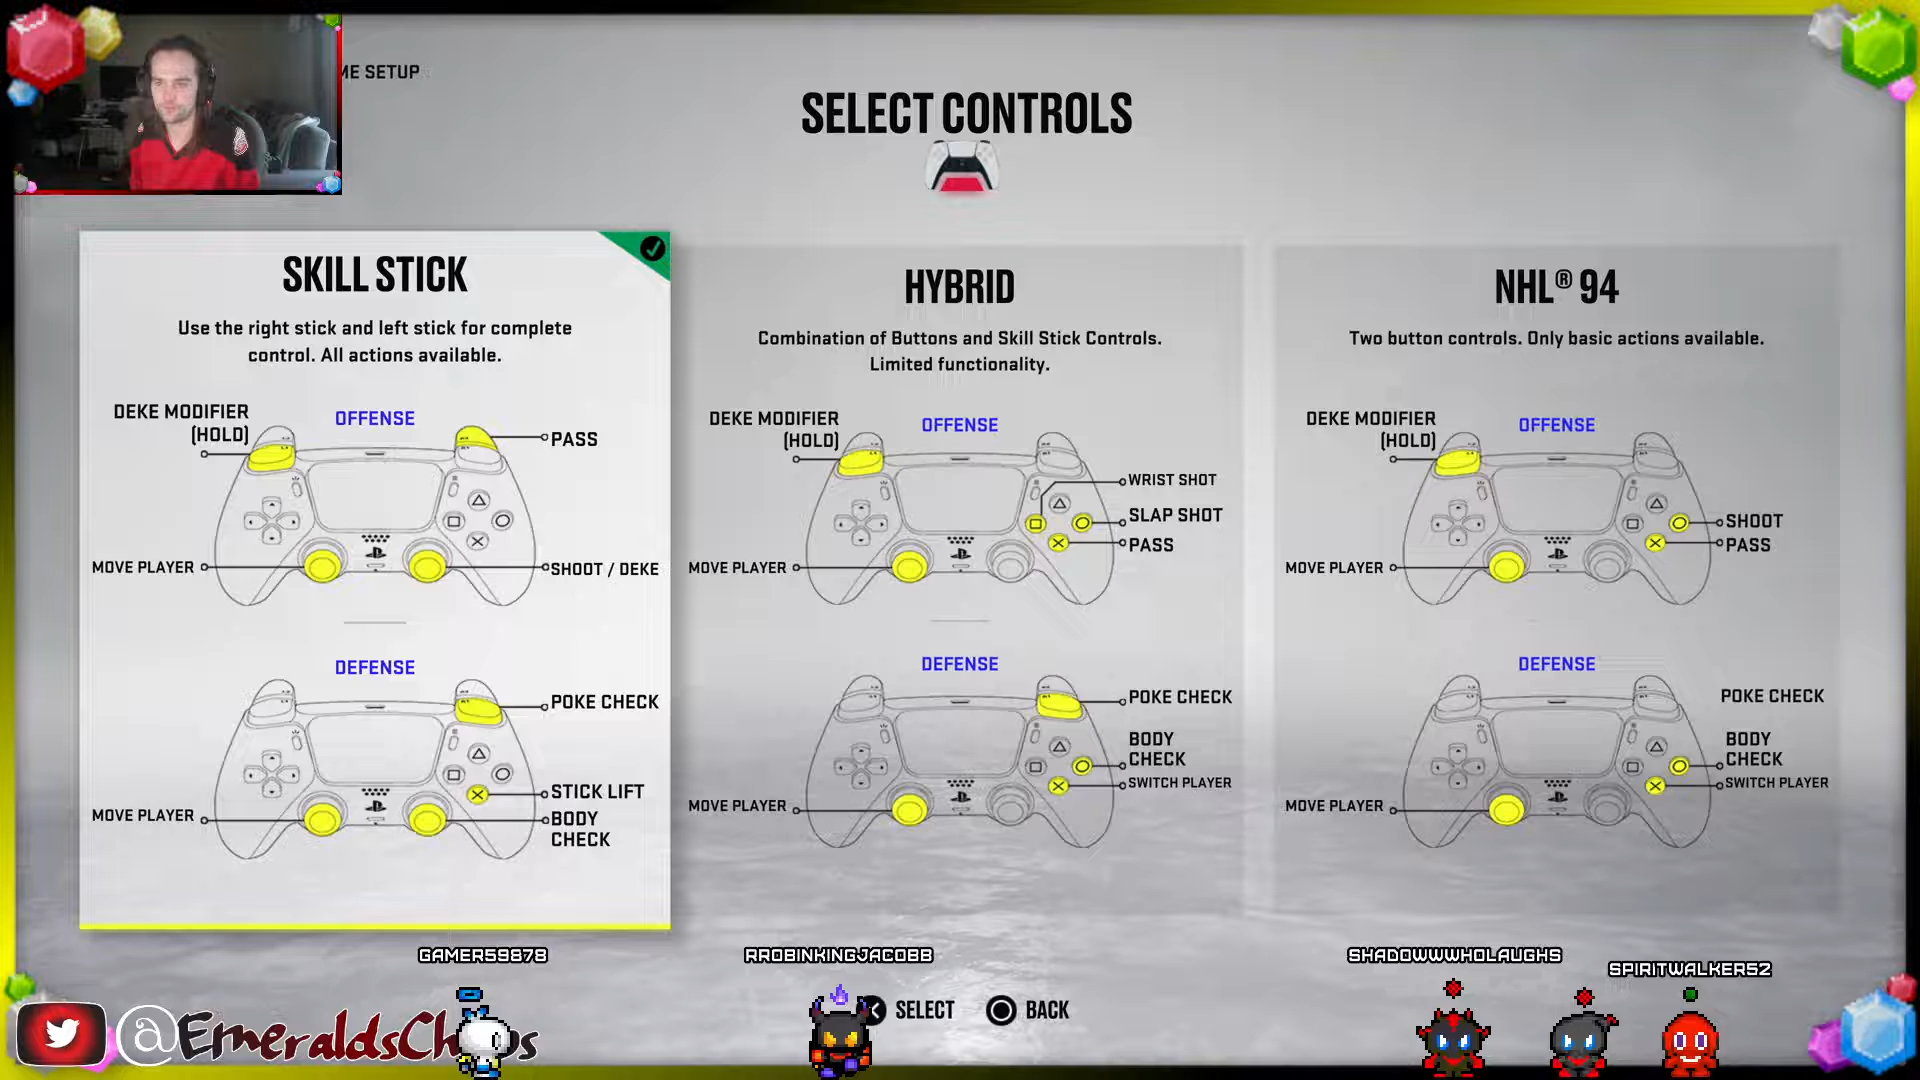 ME SETUP
SELECT CONTROLS
SKILL STICK
Use the right stick and left stick for complete
control. All actions available.
DEKE MODIFIER
(HOLD)
OFFENSE
PASS
MOVE PLAYER
SHOOT / DEKE
DEFENSE
POKE CHECK
STICK LIFT
MOVE PLAYER
BODY
CHECK
HYBRID
Combination of Buttons and Skill Stick Controls.
Limited functionality.
DEKE MODIFIER
(HOLD)
OFFENSE
WRIST SHOT
SLAP SHOT
PASS
MOVE PLAYER
DEFENSE
POKE CHECK
BODY
CHECK
SWITCH PLAYER
MOVE PLAYER
NHL® 94
Two button controls. Only basic actions available.
DEKE MODIFIER
(HOLD)
OFFENSE
SHOOT
PASS
MOVE PLAYER
DEFENSE
POKE CHECK
BODY
CHECK
SWITCH PLAYER
MOVE PLAYER
GAMER59878
RROBINKINGJACOBB
SHADOWWWHOLAUGHS
SPIRITWALKER52
SELECT
BACK